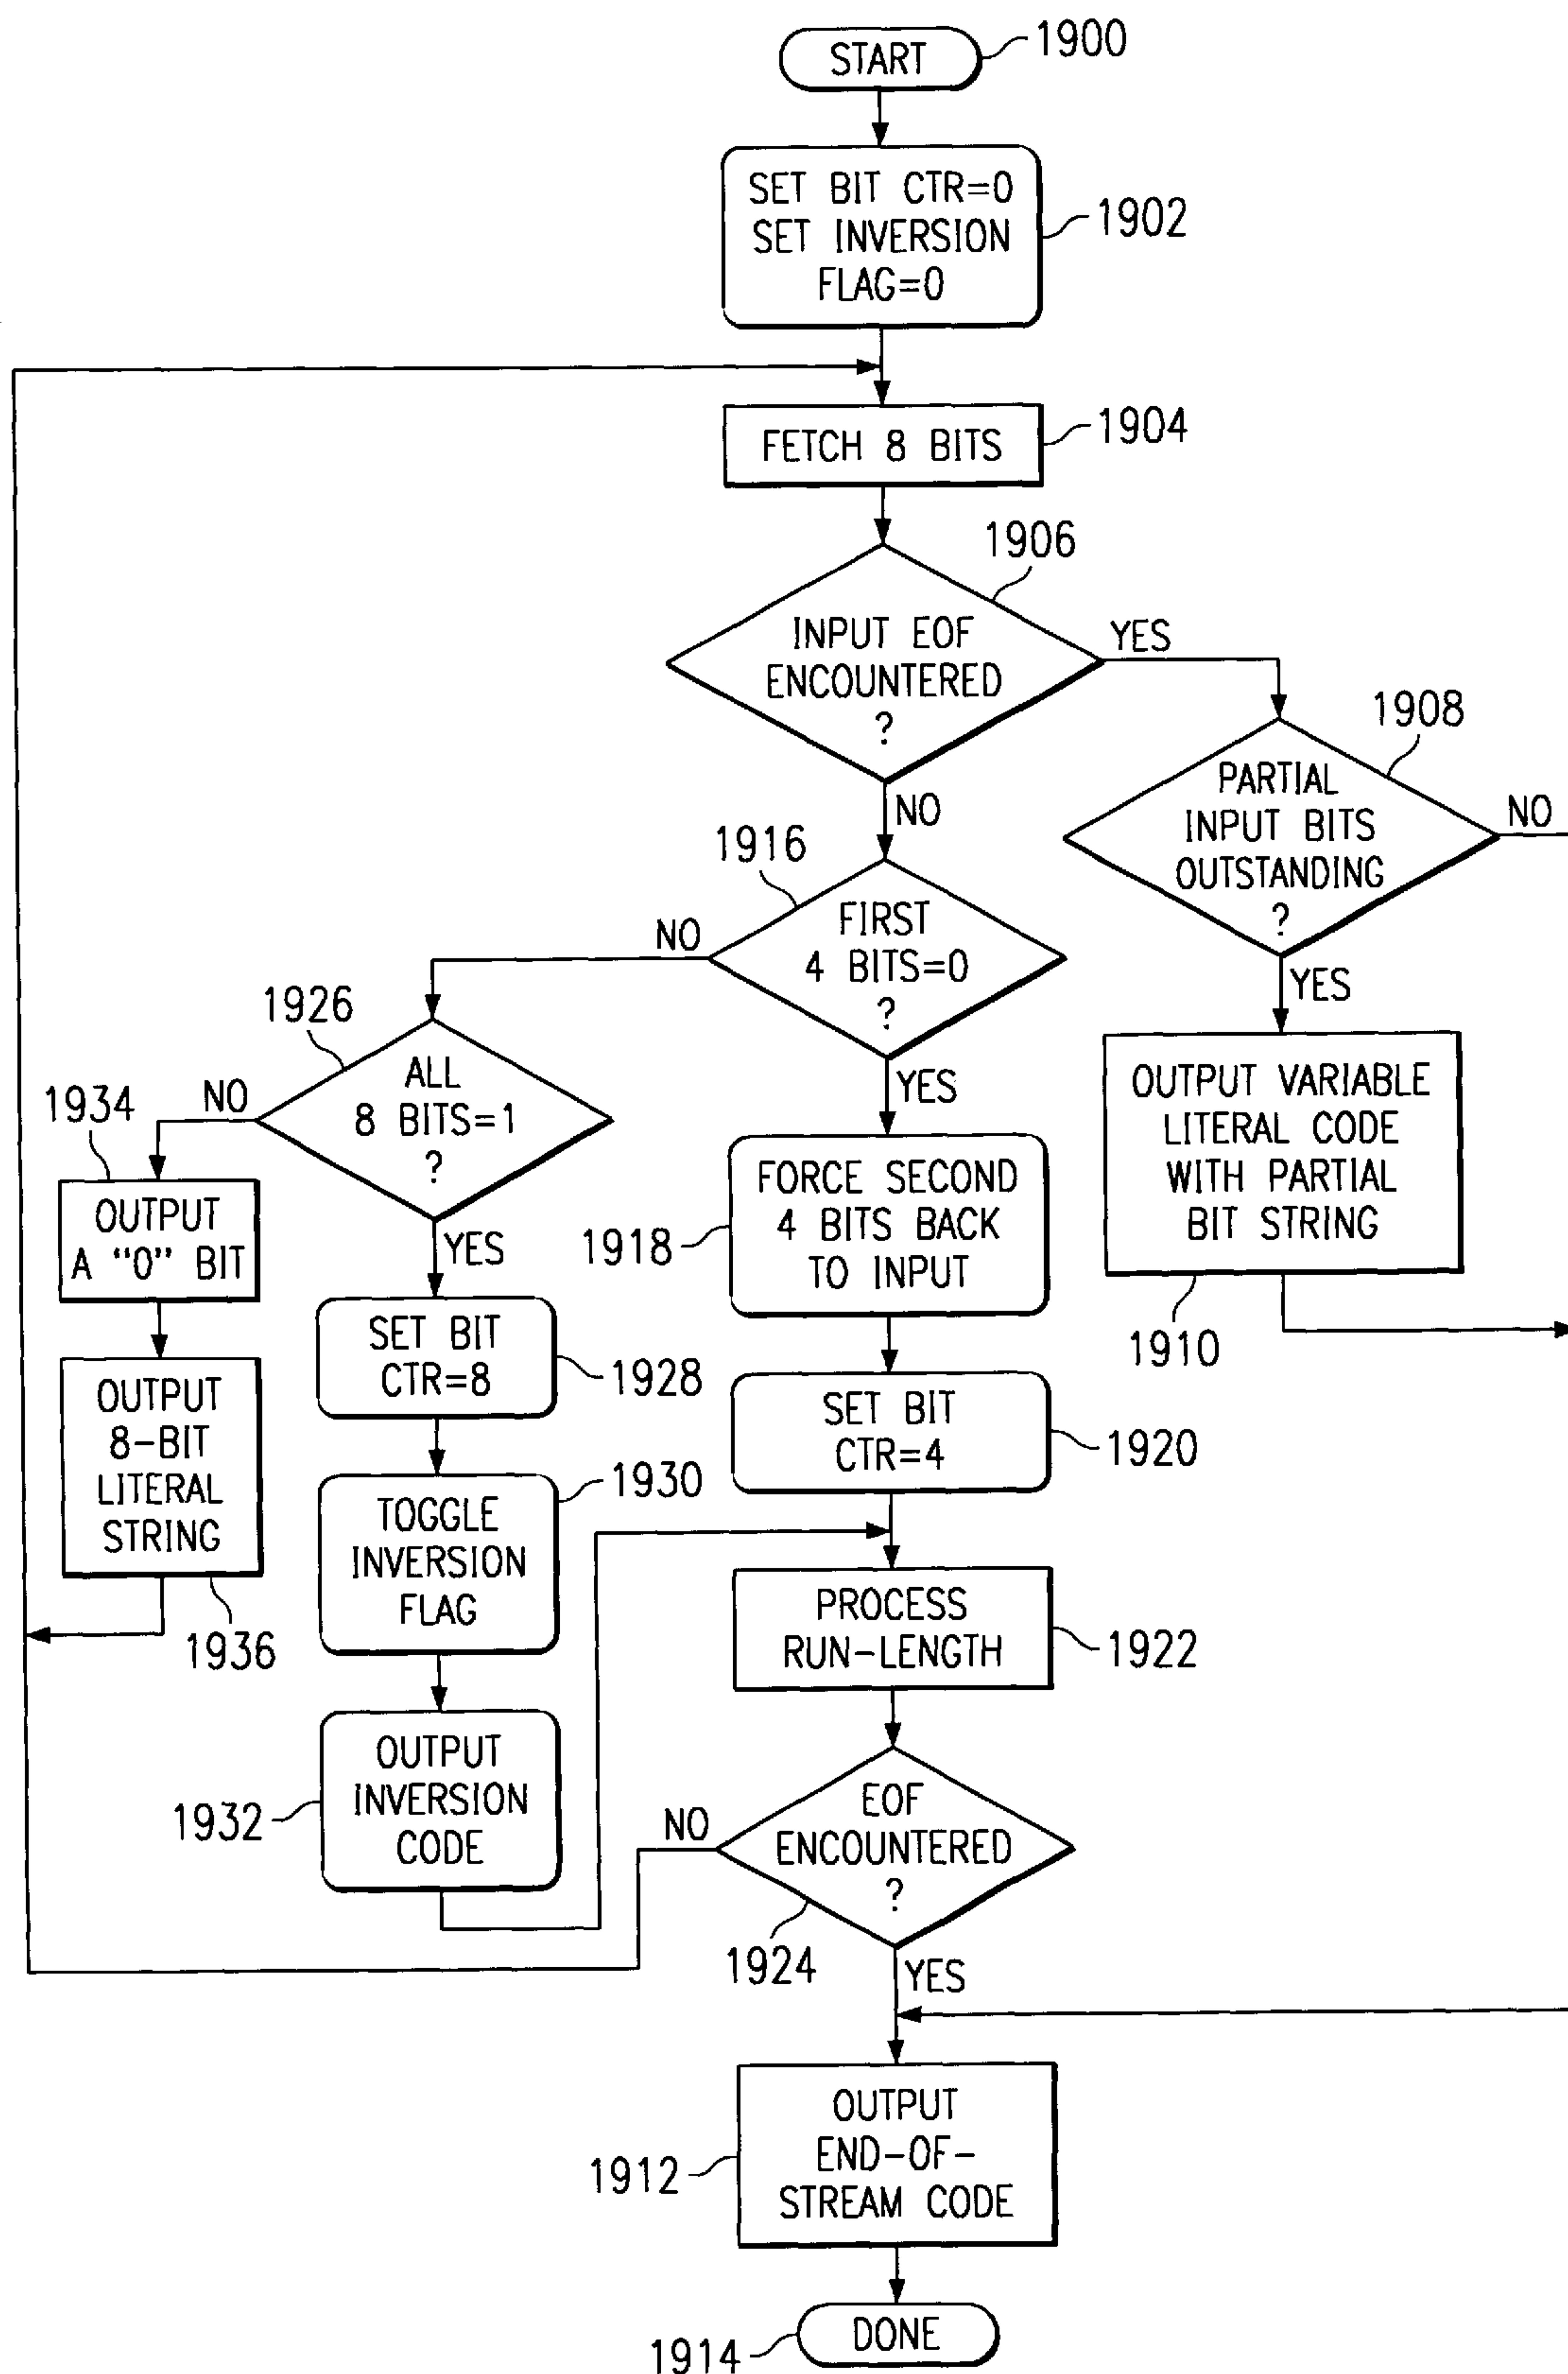 START
1900
SET BIT CTR=0
SET INVERSION
FLAG=0
1902
FETCH 8 BITS
1904
INPUT EOF
ENCOUNTERED
?
1906
YES
NO
PARTIAL
INPUT BITS
OUTSTANDING
?
1908
NO
YES
OUTPUT VARIABLE
LITERAL CODE
WITH PARTIAL
BIT STRING
1910
FIRST
4 BITS=0
?
1916
NO
YES
ALL
8 BITS=1
?
1926
NO
YES
OUTPUT
A "0" BIT
1934
OUTPUT
8-BIT
LITERAL
STRING
1936
SET BIT
CTR=8
1928
TOGGLE
INVERSION
FLAG
1930
OUTPUT
INVERSION
CODE
1932
FORCE SECOND
4 BITS BACK
TO INPUT
1918
SET BIT
CTR=4
1920
PROCESS
RUN-LENGTH
1922
EOF
ENCOUNTERED
?
1924
NO
YES
OUTPUT
END-OF-
STREAM CODE
1912
DONE
1914